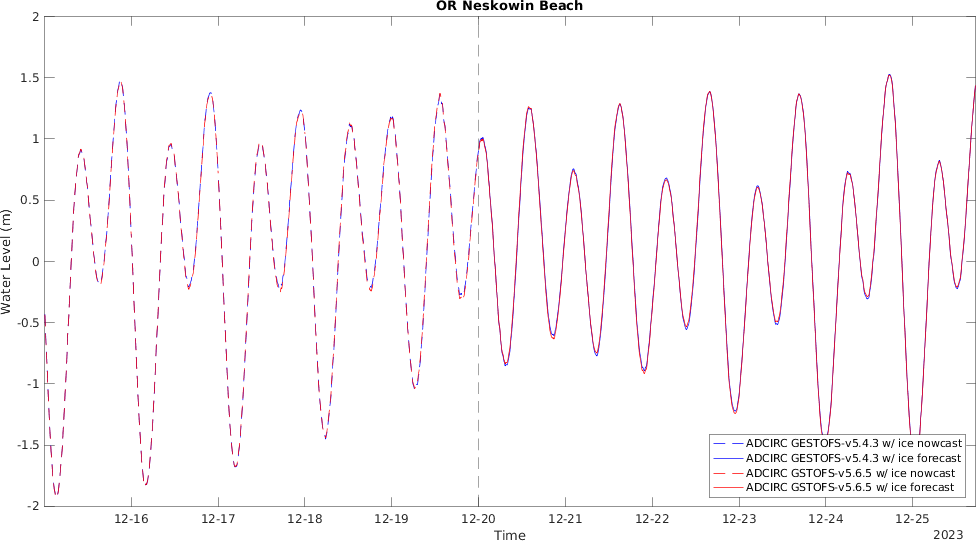 OR Neskowin Beach
2
1.5
1
0.5
0
-0.5
-1
-1.5
-2
Water Level (m)
ADCIRC GESTOFS-v5.4.3 w/ ice nowcast
ADCIRC GESTOFS-v5.4.3 w/ ice forecast
ADCIRC GSTOFS-v5.6.5 w/ ice nowcast
ADCIRC GSTOFS-v5.6.5 w/ ice forecast
12-16 12-17 12-18 12-19 12-20 12-21 12-22 12-23 12-24 12-25
Time
2023